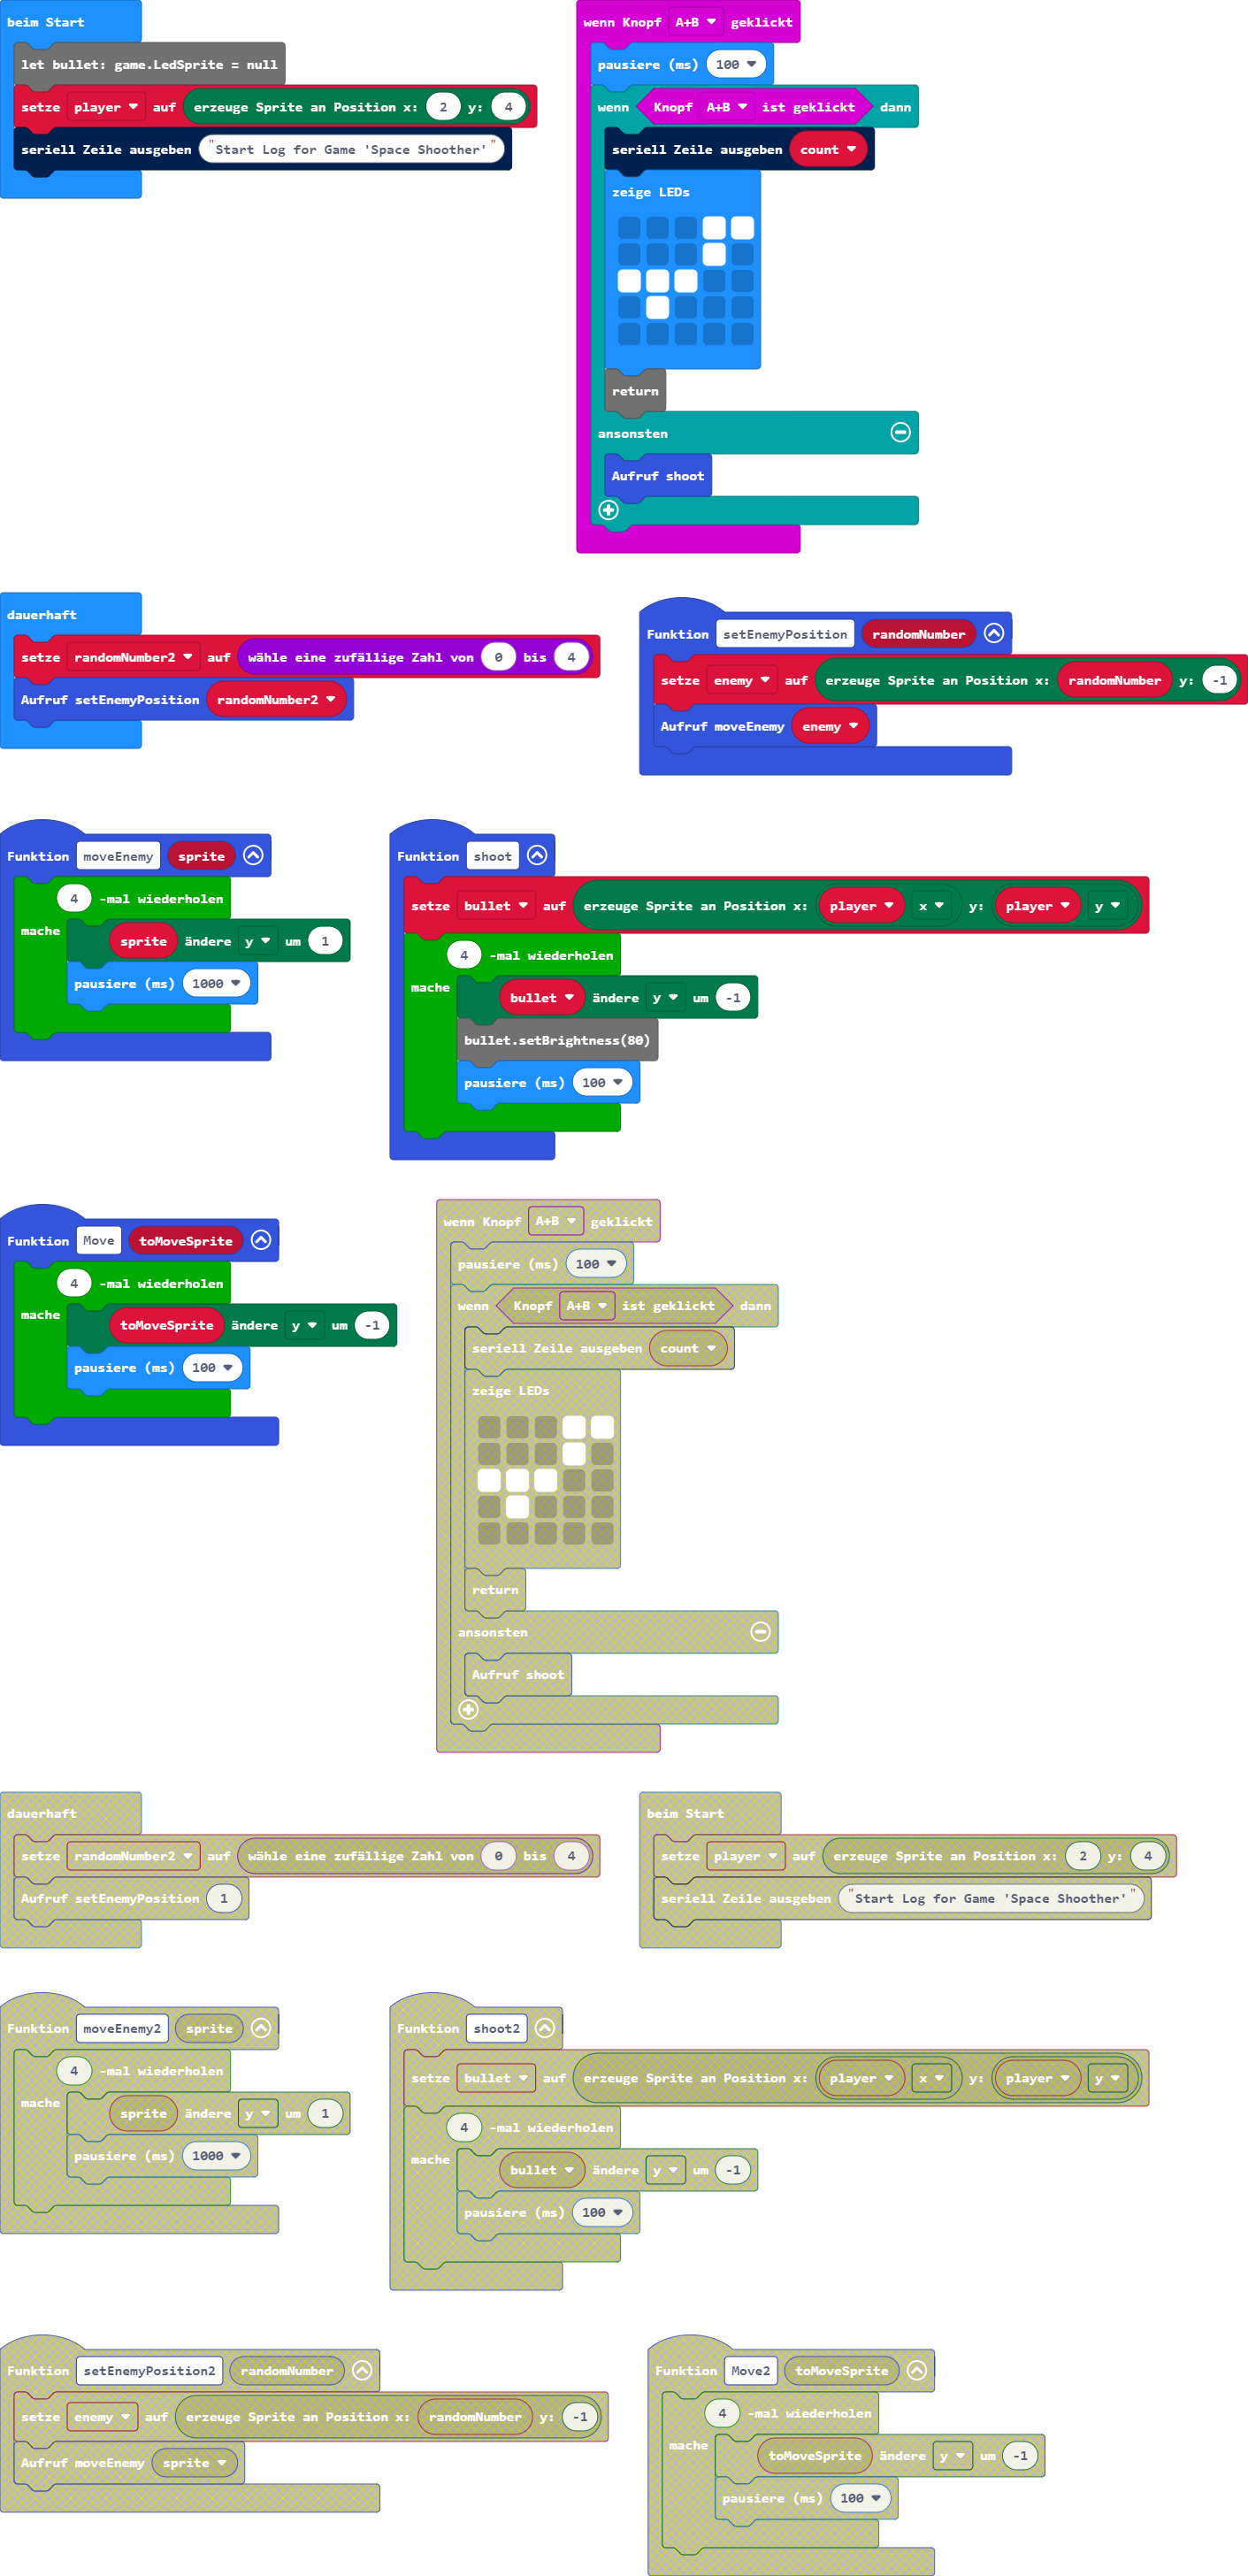 beim Start
let bullet: game.LedSprite = null
setze player auf erzeuge Sprite an Position x: 2 y: 4
seriell Zeile ausgeben "Start Log for Game 'Space Shoother'"
wenn Knopf A+B geklickt
pausiere (ms) 100
wenn Knopf A+B ist geklickt dann
seriell Zeile ausgeben count
zeige LEDs
return
ansonsten
Aufruf shoot
dauerhaft
setze randomNumber2 auf wähle eine zufällige Zahl von 0 bis 4
Aufruf setEnemyPosition randomNumber2
Funktion setEnemyPosition randomNumber
setze enemy auf erzeuge Sprite an Position x: randomNumber y: -1
Aufruf moveEnemy enemy
Funktion moveEnemy sprite
4 -mal wiederholen
mache
sprite ändere y um 1
pausiere (ms) 1000
Funktion shoot
setze bullet auf erzeuge Sprite an Position x: player x y: player y
4 -mal wiederholen
mache
bullet ändere y um -1
bullet.setBrightness(80)
pausiere (ms) 100
Funktion Move toMoveSprite
4 -mal wiederholen
mache
toMoveSprite ändere y um -1
pausiere (ms) 100
wenn Knopf A+B geklickt
pausiere (ms) 100
wenn Knopf A+B ist geklickt dann
seriell Zeile ausgeben count
zeige LEDs
return
ansonsten
Aufruf shoot
dauerhaft
setze randomNumber2 auf wähle eine zufällige Zahl von 0 bis 4
Aufruf setEnemyPosition 1
beim Start
setze player auf erzeuge Sprite an Position x: 2 y: 4
seriell Zeile ausgeben "Start Log for Game 'Space Shoother'"
Funktion moveEnemy2 sprite
4 -mal wiederholen
mache
sprite ändere y um 1
pausiere (ms) 1000
Funktion shoot2
setze bullet auf erzeuge Sprite an Position x: player x y: player y
4 -mal wiederholen
mache
bullet ändere y um -1
pausiere (ms) 100
Funktion setEnemyPosition2 randomNumber
setze enemy auf erzeuge Sprite an Position x: randomNumber y: -1
Aufruf moveEnemy sprite
Funktion Move2 toMoveSprite
4 -mal wiederholen
mache
toMoveSprite ändere y um -1
pausiere (ms) 100